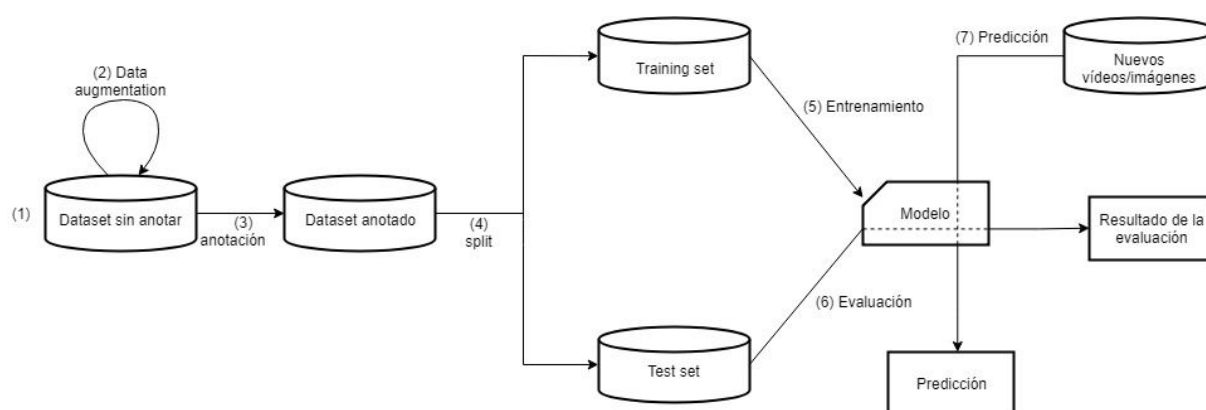 (1)
(2) Data
augmentation
Dataset sin anotar
(3)
anotación
Dataset anotado
(4)
split
Training set
Test set
(5) Entrenamiento
(6) Evaluación
Modelo
(7) Predicción
Nuevos
vídeos/imágenes
Resultado de la
evaluación
Predicción